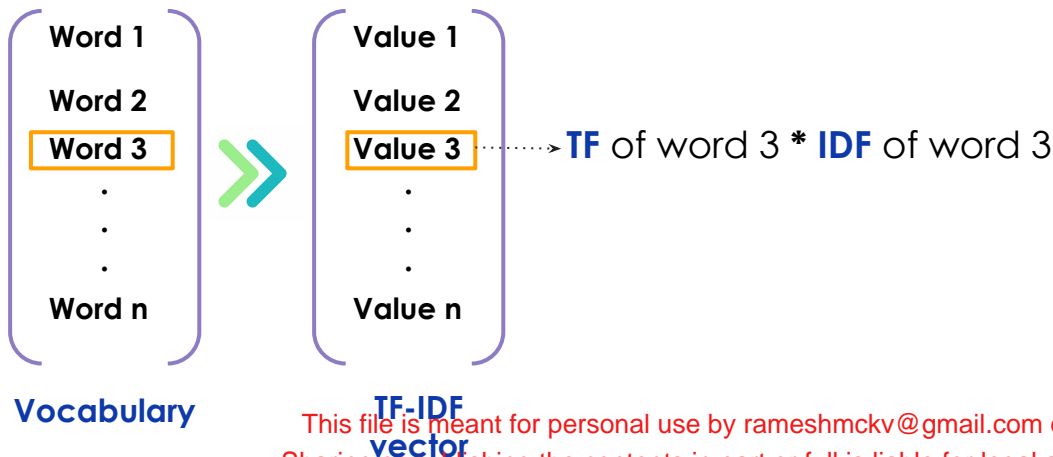 Word 1
Value 1
Word 2
Value 2
Word 3
Value 3
TF of word 3 * IDF of word 3
.
.
.
.
.
.
Word n
Value n
Vocabulary
TF-IDF
vector
This file is meant for personal use by rameshmckv@gmail.com